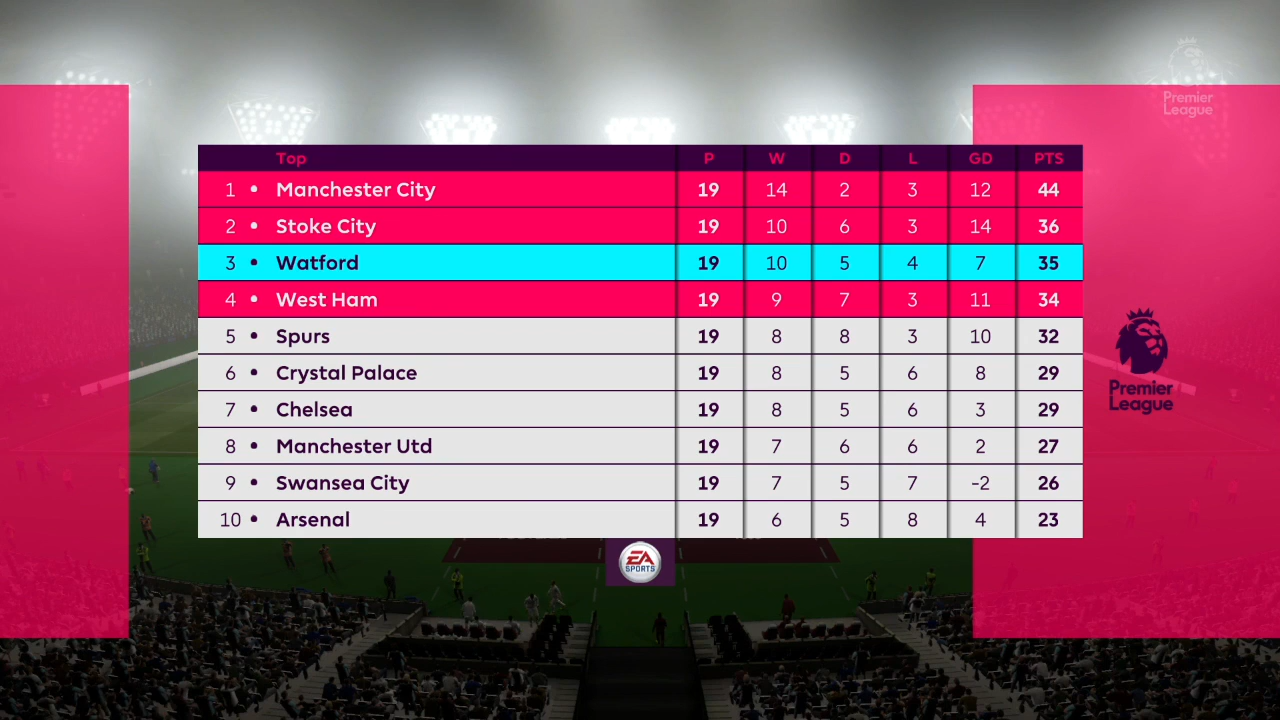 Premier
League
Top P W D L GD PTS
1 • Manchester City 19 14 2 3 12 44
2 • Stoke City 19 10 6 3 14 36
3 • Watford 19 10 5 4 7 35
4 • West Ham 19 9 7 3 11 34
5 • Spurs 19 8 8 3 10 32
6 • Crystal Palace 19 8 5 6 8 29
7 • Chelsea 19 8 5 6 3 29
8 • Manchester Utd 19 7 6 6 2 27
9 • Swansea City 19 7 5 7 -2 26
10 • Arsenal 19 6 5 8 4 23
Premier
League
EA
SPORTS